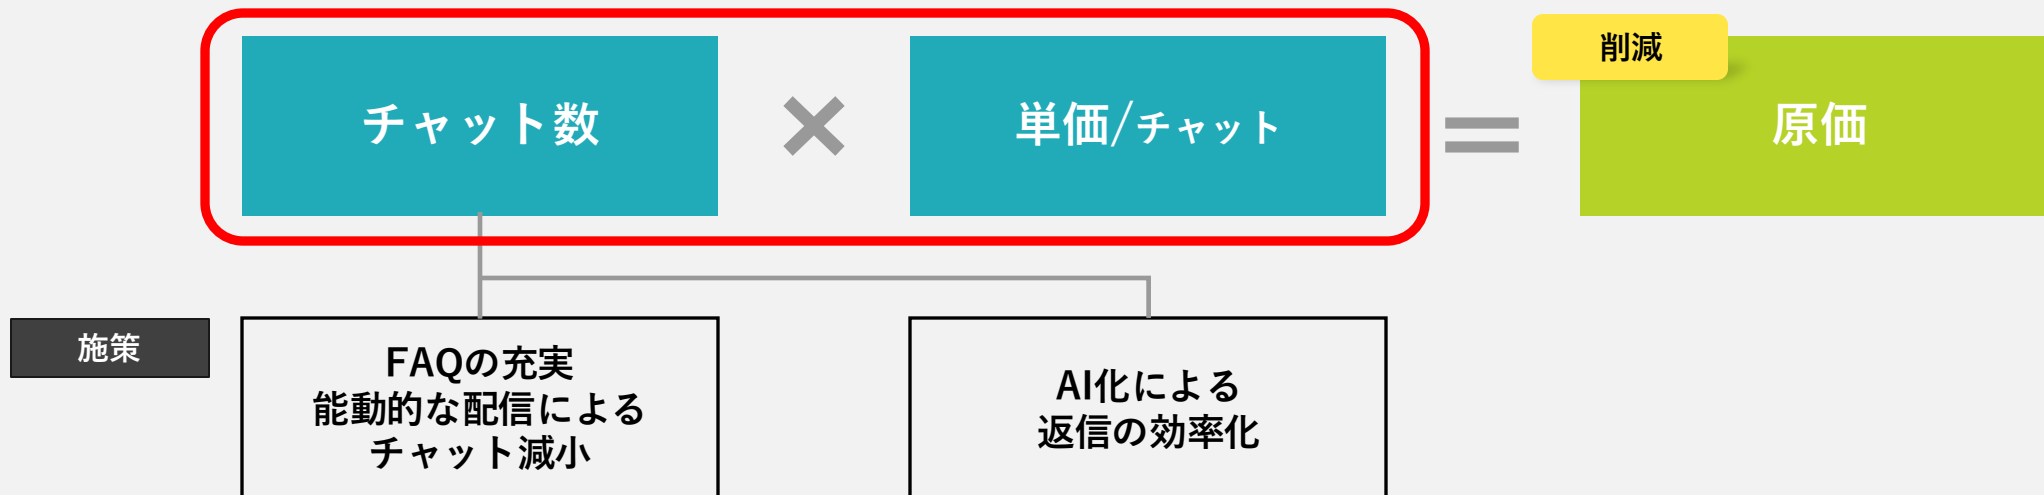 チャット数
×
単価/チャット
=
削減
原価
施策
FAQの充実
能動的な配信による
チャット減小
AI化による
返信の効率化